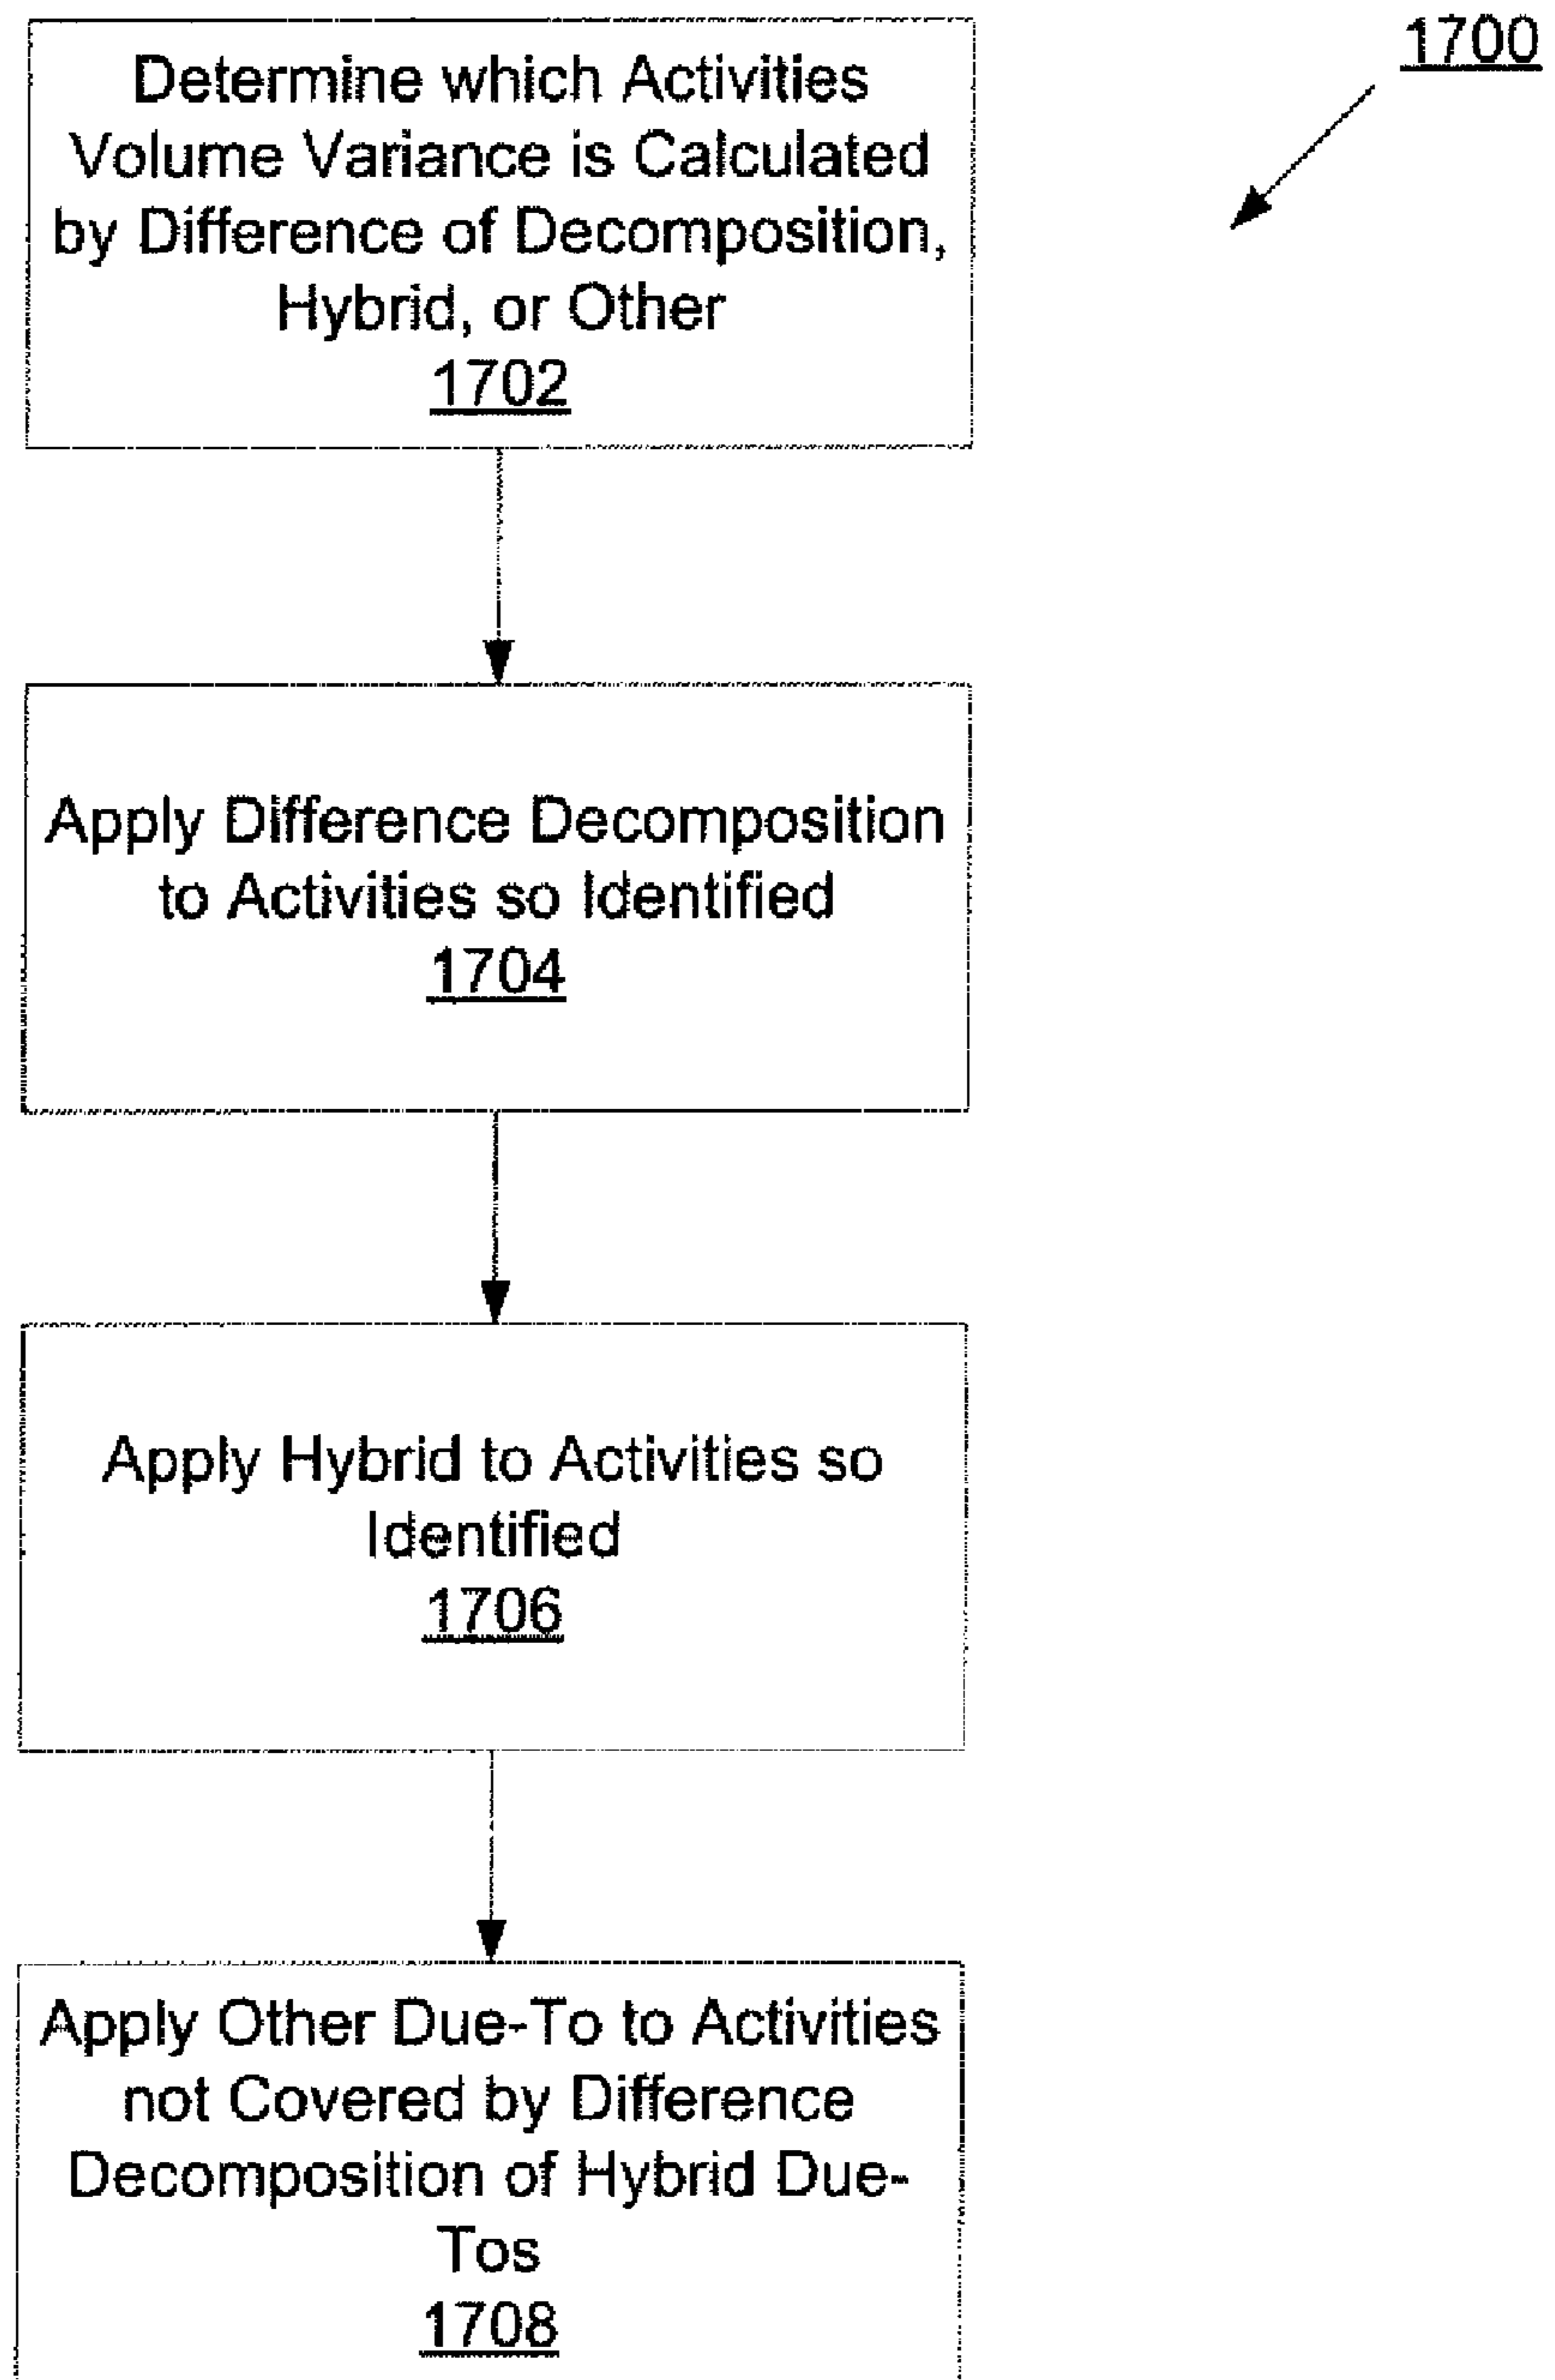 1700
Determine which Activities
Volume Variance is Calculated
by Difference of Decomposition,
Hybrid, or Other
1702
Apply Difference Decomposition
to Activities so Identified
1704
Apply Hybrid to Activities so
Identified
1706
Apply Other Due-To to Activities
not Covered by Difference
Decomposition of Hybrid Due-
Tos
1708